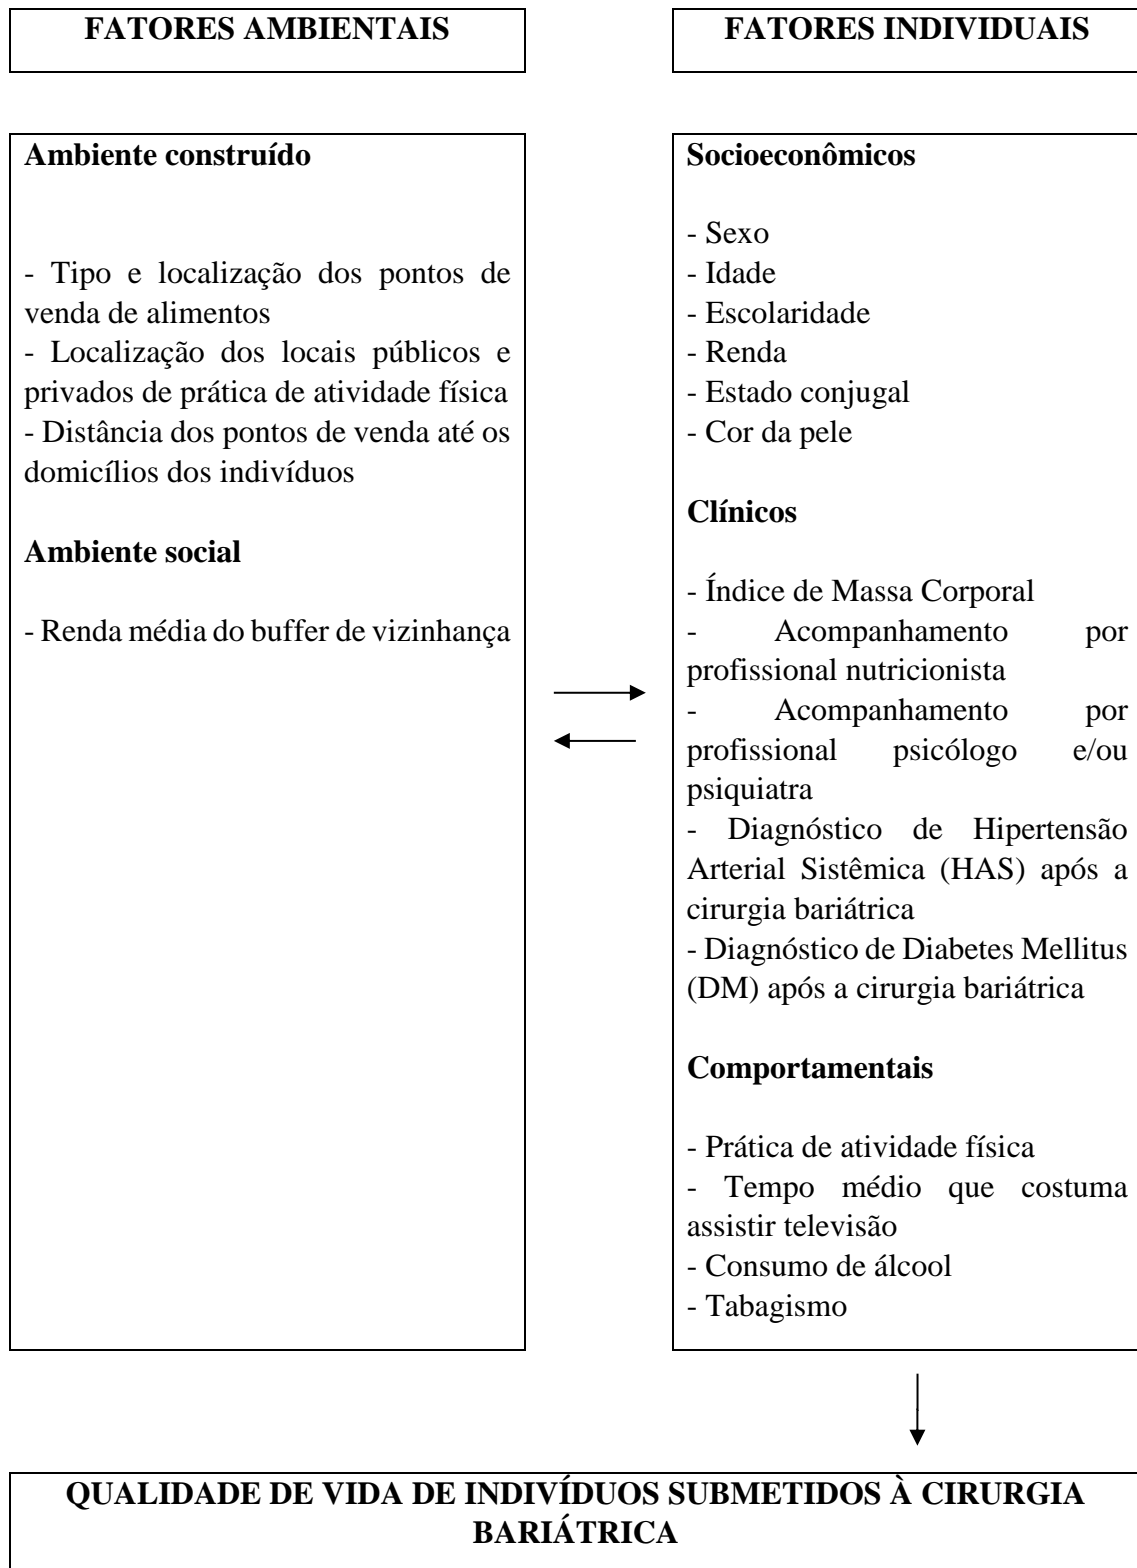 FATORES AMBIENTAIS
FATORES INDIVIDUAIS
Ambiente construído
- Tipo e localização dos pontos de
venda de alimentos
- Localização dos locais públicos e
privados de prática de atividade física
- Distância dos pontos de venda até os
domicílios dos indivíduos
Ambiente social
- Renda média do buffer de vizinhança
Socioeconômicos
- Sexo
- Idade
- Escolaridade
- Renda
- Estado conjugal
- Cor da pele
Clínicos
- Índice de Massa Corporal
- Acompanhamento por
profissional nutricionista
- Acompanhamento por
profissional psicólogo e/ou
psiquiatra
- Diagnóstico de Hipertensão
Arterial Sistêmica (HAS) após a
cirurgia bariátrica
- Diagnóstico de Diabetes Mellitus
(DM) após a cirurgia bariátrica
Comportamentais
- Prática de atividade física
- Tempo médio que costuma
assistir televisão
- Consumo de álcool
- Tabagismo
QUALIDADE DE VIDA DE INDIVÍDUOS SUBMETIDOS À CIRURGIA
BARIÁTRICA